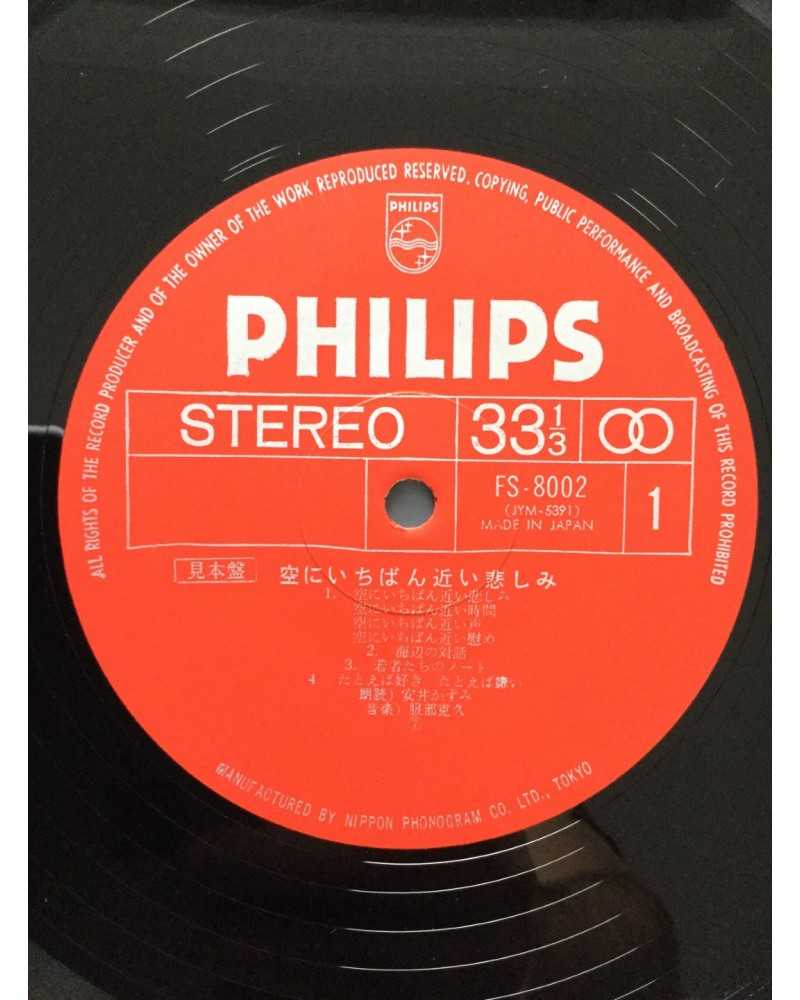 ALL RIGHTS OF THE RECORD PRODUCER AND OF THE OWNER OF THE WORK REPRODUCED RESERVED. COPYING, PUBLIC PERFORMANCE AND BROADCASTING OF THIS RECORD PROHIBITED
PHILIPS
PHILIPS
STEREO 33 1/3
FS-8002 1
(JYM-5391)
MADE IN JAPAN
見本盤 空にいちばん近い悲しみ
1. 空にいちばん近い悲しみ
空にいちばん近い時間
空にいちばん近い声
空にいちばん近い慰め
2. 海辺の対話
3. 若者たちのノート
4. たとえば好き たとえば嫌い
朗読) 安井かずみ
音楽) 服部克久
MANUFACTURED BY NIPPON PHONOGRAM CO. LTD., TOKYO